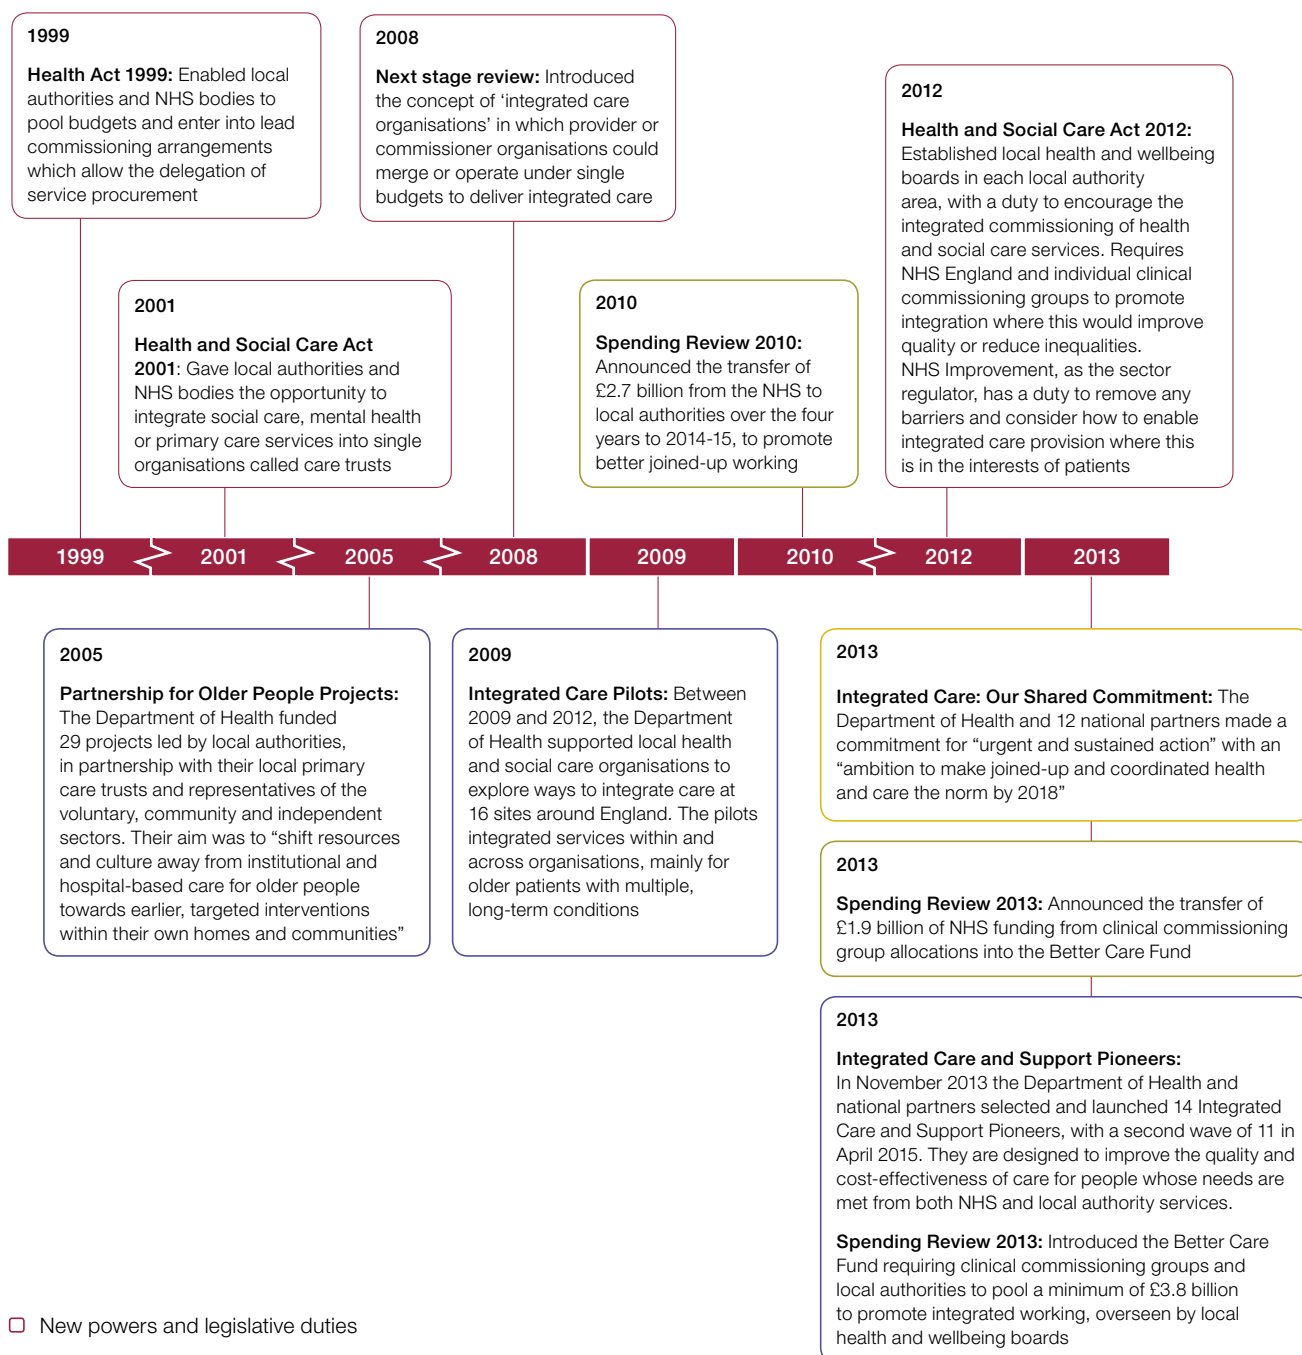 1999
Health Act 1999: Enabled local
authorities and NHS bodies to
pool budgets and enter into lead
commissioning arrangements
which allow the delegation of
service procurement
2008
Next stage review: Introduced
the concept of ‘integrated care
organisations’ in which provider or
commissioner organisations could
merge or operate under single
budgets to deliver integrated care
2012
Health and Social Care Act 2012:
Established local health and wellbeing
boards in each local authority
area, with a duty to encourage the
integrated commissioning of health
and social care services. Requires
NHS England and individual clinical
commissioning groups to promote
integration where this would improve
quality or reduce inequalities.
NHS Improvement, as the sector
regulator, has a duty to remove any
barriers and consider how to enable
integrated care provision where this
is in the interests of patients
2001
Health and Social Care Act
2001: Gave local authorities and
NHS bodies the opportunity to
integrate social care, mental health
or primary care services into single
organisations called care trusts
2010
Spending Review 2010:
Announced the transfer of
£2.7 billion from the NHS to
local authorities over the four
years to 2014-15, to promote
better joined-up working
1999 2001 2005 2008 2009 2010 2012 2013
2005
Partnership for Older People Projects:
The Department of Health funded
29 projects led by local authorities,
in partnership with their local primary
care trusts and representatives of the
voluntary, community and independent
sectors. Their aim was to “shift resources
and culture away from institutional and
hospital-based care for older people
towards earlier, targeted interventions
within their own homes and communities”
2009
Integrated Care Pilots: Between
2009 and 2012, the Department
of Health supported local health
and social care organisations to
explore ways to integrate care at
16 sites around England. The pilots
integrated services within and
across organisations, mainly for
older patients with multiple,
long-term conditions
2013
Integrated Care: Our Shared Commitment: The
Department of Health and 12 national partners made a
commitment for “urgent and sustained action” with an
“ambition to make joined-up and coordinated health
and care the norm by 2018”
2013
Spending Review 2013: Announced the transfer of
£1.9 billion of NHS funding from clinical commissioning
group allocations into the Better Care Fund
2013
Integrated Care and Support Pioneers:
In November 2013 the Department of Health and
national partners selected and launched 14 Integrated
Care and Support Pioneers, with a second wave of 11 in
April 2015. They are designed to improve the quality and
cost-effectiveness of care for people whose needs are
met from both NHS and local authority services.
Spending Review 2013: Introduced the Better Care
Fund requiring clinical commissioning groups and
local authorities to pool a minimum of £3.8 billion
to promote integrated working, overseen by local
health and wellbeing boards
New powers and legislative duties